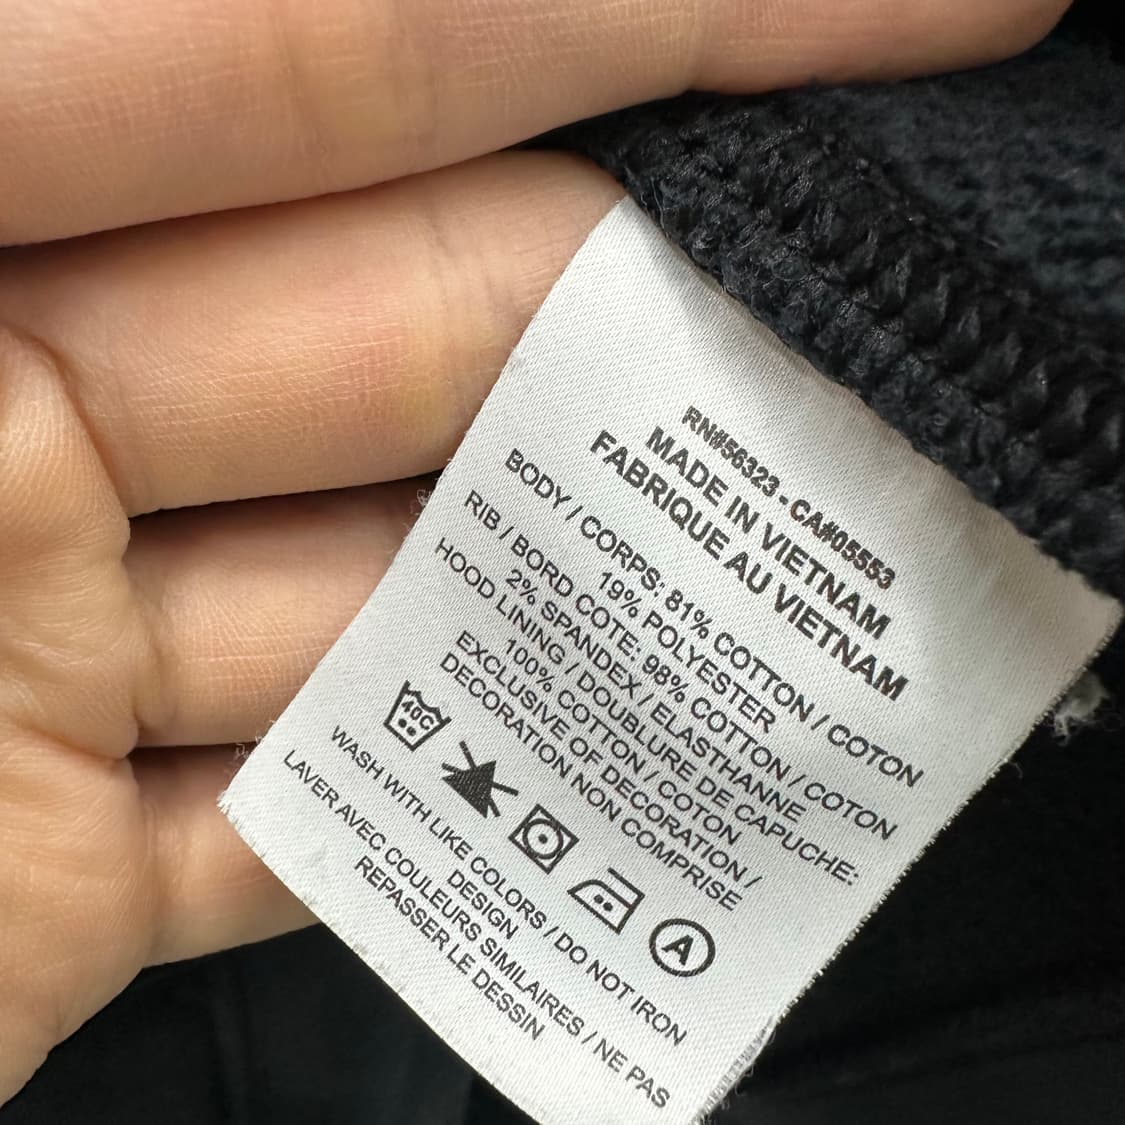 RN#56323 - CA#05553
MADE IN VIETNAM
FABRIQUE AU VIETNAM
BODY / CORPS: 81% COTTON / COTON
19% POLYESTER
RIB / BORD COTE: 98% COTTON / COTON
2% SPANDEX / ELASTHANNE
HOOD LINING / DOUBLURE DE CAPUCHE:
100% COTTON / COTON
EXCLUSIVE OF DECORATION /
DECORATION NON COMPRISE
40C
A
WASH WITH LIKE COLORS / DO NOT IRON
DESIGN
LAVER AVEC COULEURS SIMILAIRES / NE PAS
REPASSER LE DESSIN